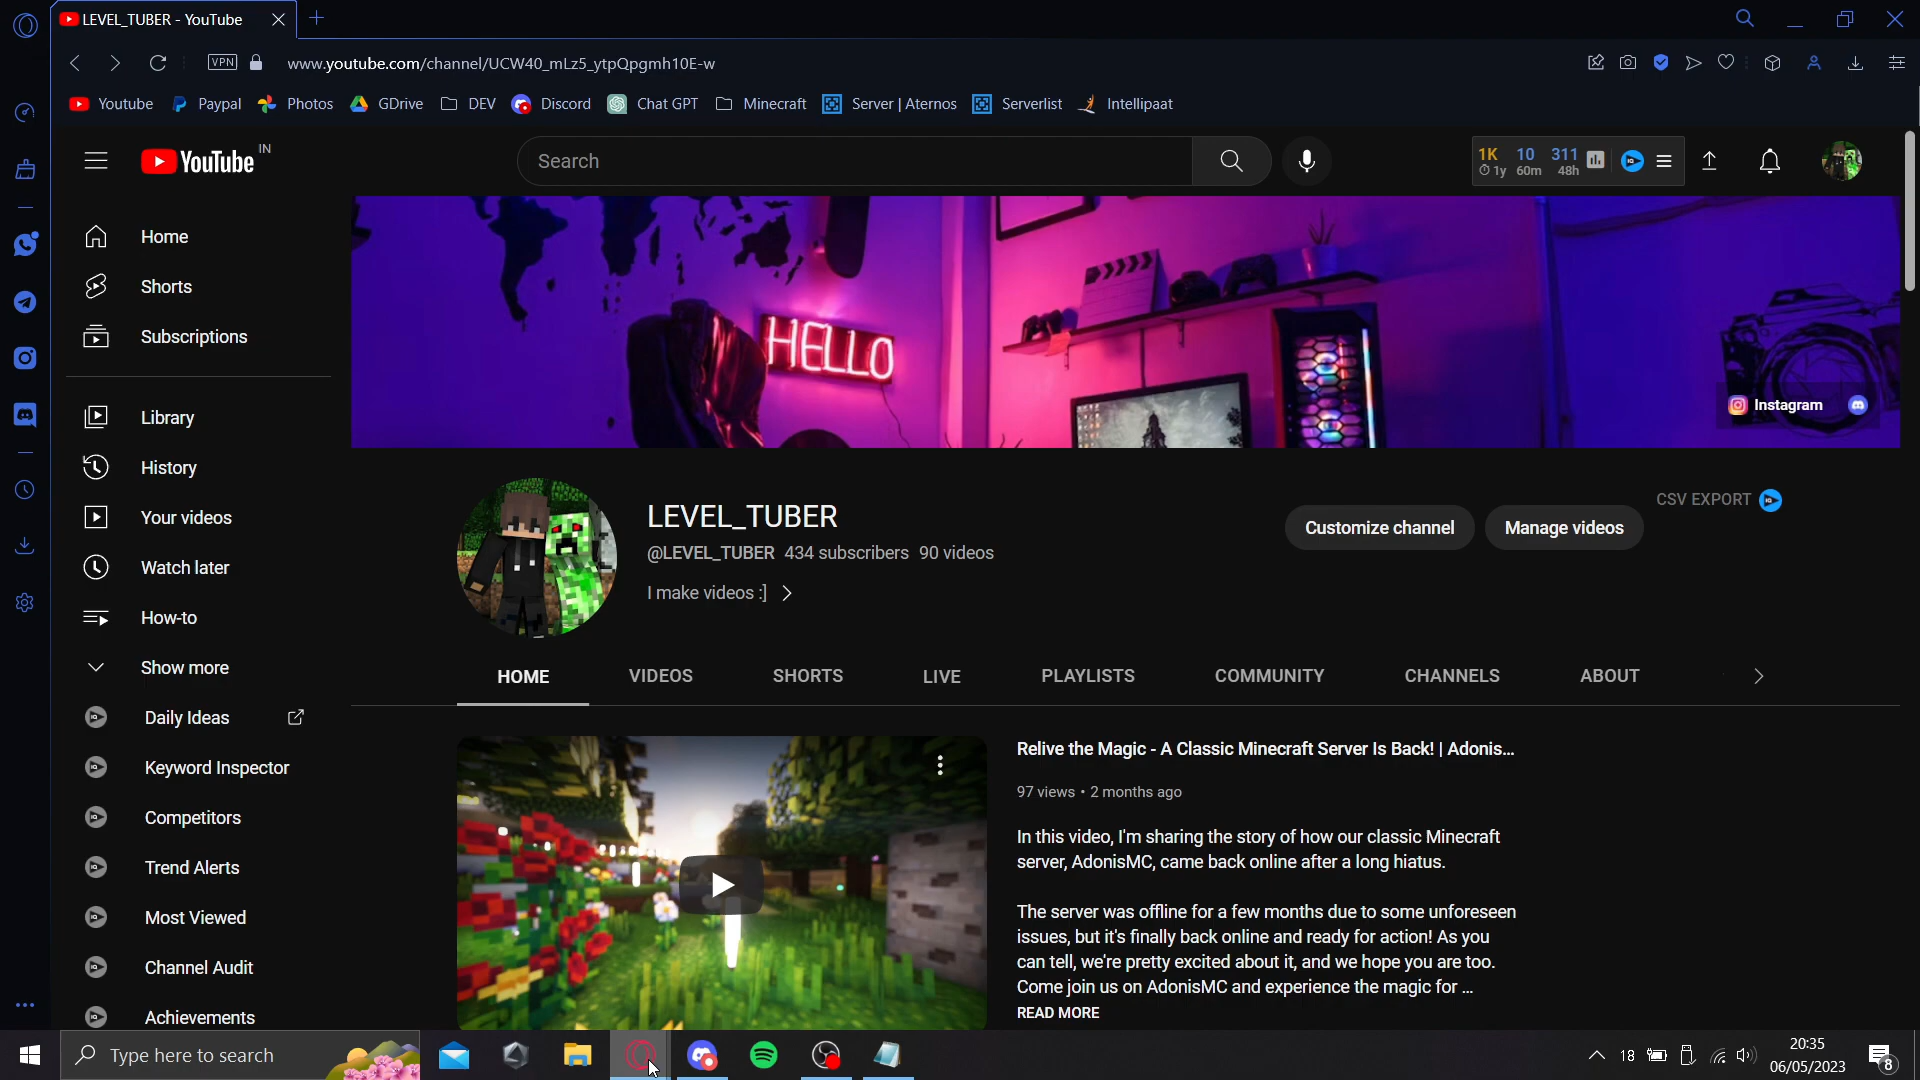 LEVEL_TUBER - YouTube
VPN
www.youtube.com/channel/UCW40_mLz5_ytpQpgmh10E-w
Youtube
Paypal
Photos
GDrive
DEV
Discord
Chat GPT
Minecraft
Server | Aternos
Serverlist
Intellipaat
YouTube IN
Search
1K 10 311
1y 60m 48h
Home
Shorts
Subscriptions
Library
History
Your videos
Watch later
How-to
Show more
Daily Ideas
Keyword Inspector
Competitors
Trend Alerts
Most Viewed
Channel Audit
Achievements
HELLO
Instagram
LEVEL_TUBER
@LEVEL_TUBER 434 subscribers 90 videos
I make videos :]
Customize channel
Manage videos
CSV EXPORT
HOME
VIDEOS
SHORTS
LIVE
PLAYLISTS
COMMUNITY
CHANNELS
ABOUT
Relive the Magic - A Classic Minecraft Server Is Back! | Adonis...
97 views • 2 months ago
In this video, I'm sharing the story of how our classic Minecraft
server, AdonisMC, came back online after a long hiatus.
The server was offline for a few months due to some unforeseen
issues, but it's finally back online and ready for action! As you
can tell, we're pretty excited about it, and we hope you are too.
Come join us on AdonisMC and experience the magic for ...
READ MORE
Type here to search
18
20:35
06/05/2023
8